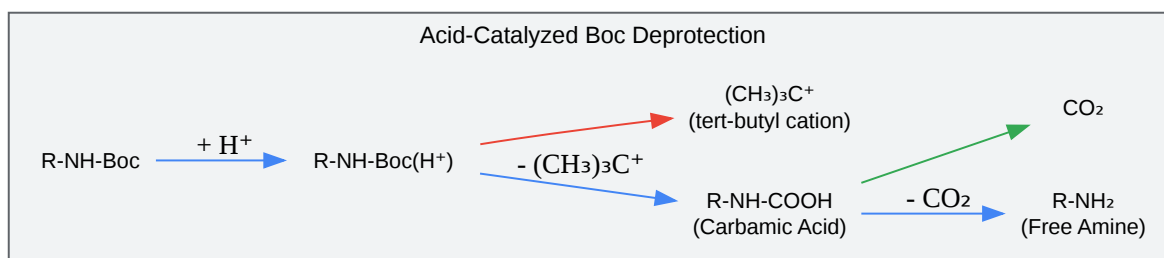 Acid-Catalyzed Boc Deprotection
R-NH-Boc
+ H⁺
R-NH-Boc(H⁺)
(CH₃)₃C⁺
(tert-butyl cation)
- (CH₃)₃C⁺
R-NH-COOH
(Carbamic Acid)
CO₂
- CO₂
R-NH₂
(Free Amine)